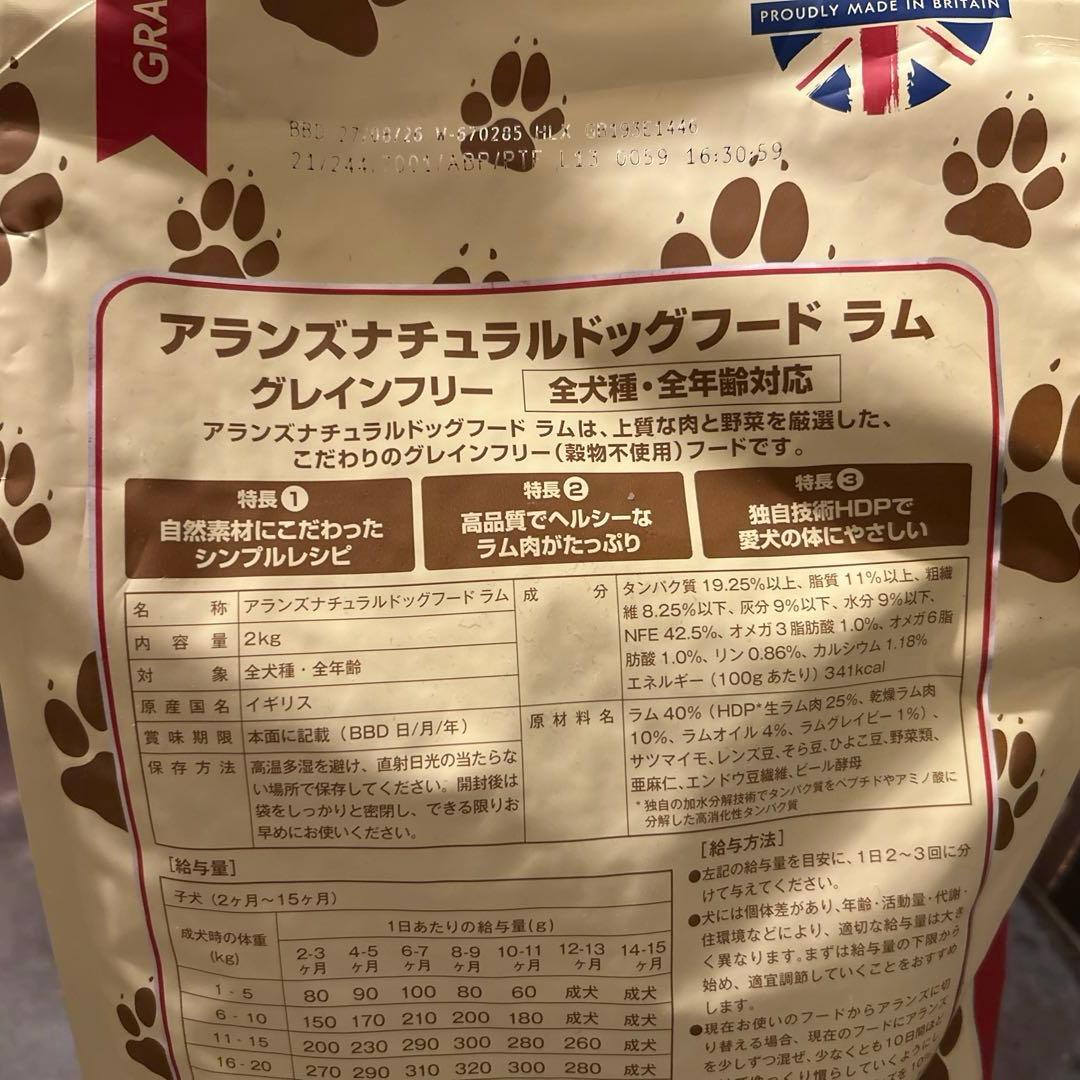 GRA
PROUDLY MADE IN BRITAIN
BBD 27/08/26 W-670285 HLX GB193E1446
21/244. 7001/ABP/PTF L13 0059 16:30:59
アランズナチュラルドッグフード ラム
グレインフリー 全犬種・全年齢対応
アランズナチュラルドッグフード ラムは、上質な肉と野菜を厳選した、
こだわりのグレインフリー(穀物不使用)フードです。
特長1
自然素材にこだわった
シンプルレシピ
特長2
高品質でヘルシーな
ラム肉がたっぷり
特長3
独自技術HDPで
愛犬の体にやさしい
名称 アランズナチュラルドッグフード ラム
内容量 2kg
対象 全犬種・全年齢
原産国名 イギリス
賞味期限 本面に記載(BBD 日/月/年)
保存方法 高温多湿を避け、直射日光の当たらな
い場所で保存してください。開封後は
袋をしっかりと密閉し、できる限りお
早めにお使いください。
成分 タンパク質 19.25%以上、脂質 11%以上、粗繊
維 8.25%以下、灰分 9%以下、水分 9%以下、
NFE 42.5%、オメガ3脂肪酸 1.0%、オメガ6脂
肪酸 1.0%、リン 0.86%、カルシウム 1.18%
エネルギー(100gあたり)341kcal
原材料名 ラム 40%(HDP*生ラム肉 25%、乾燥ラム肉
10%、ラムオイル 4%、ラムグレイビー 1%)、
サツマイモ、レンズ豆、そら豆、ひよこ豆、野菜類、
亜麻仁、エンドウ豆繊維、ビール酵母
*独自の加水分解技術でタンパク質をペプチドやアミノ酸に
分解した高消化性タンパク質
[給与量]
子犬(2ヶ月〜15ヶ月)
成犬時の体重
(kg)
1日あたりの給与量(g)
2-3ヶ月 4-5ヶ月 6-7ヶ月 8-9ヶ月 10-11ヶ月 12-13ヶ月 14-15ヶ月
1 - 5 80 90 100 80 60 成犬 成犬
6 - 10 150 170 210 200 180 成犬 成犬
11 - 15 200 230 290 300 280 260 成犬
16 - 20 270 290 310 320 300 280 成犬
[給与方法]
●左記の給与量を目安に、1日2〜3回に分
けて与えてください。
●犬には個体差があり、年齢・活動量・代謝・
住環境などにより、適切な給与量は大き
く異なります。まずは給与量の下限から
始め、適宜調節していくことをおすすめ
します。
●現在お使いのフードからアランズに切
り替える場合、現在のフードにアランズ
を少しずつ混ぜ、少なくとも10日間ほど